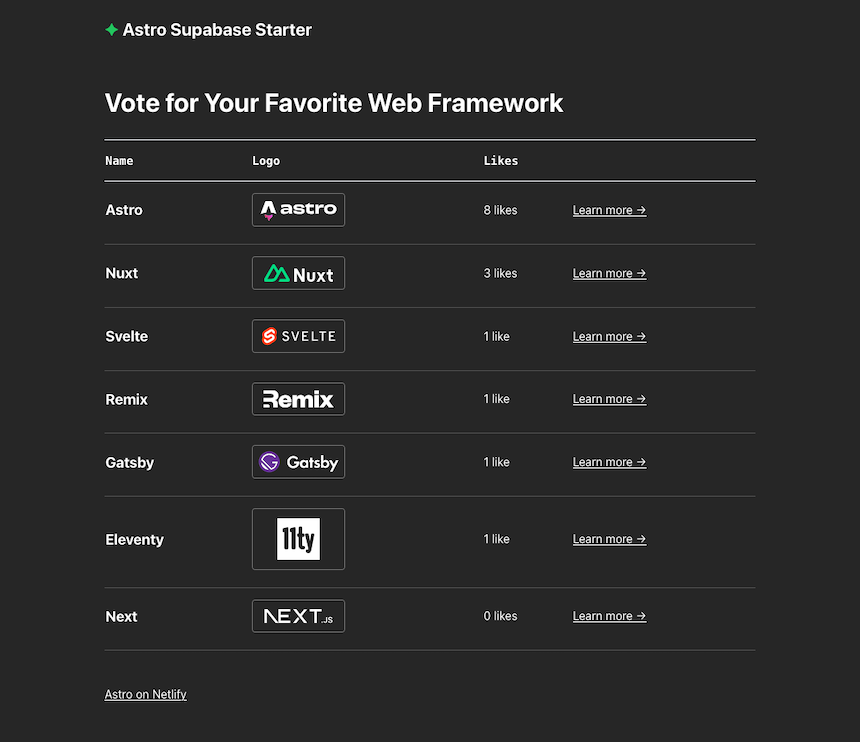 Astro Supabase Starter
Vote for Your Favorite Web Framework
Name Logo Likes
Astro astro 8 likes Learn more →
Nuxt Nuxt 3 likes Learn more →
Svelte SVELTE 1 like Learn more →
Remix Remix 1 like Learn more →
Gatsby Gatsby 1 like Learn more →
Eleventy 11ty 1 like Learn more →
Next NEXT.JS 0 likes Learn more →
Astro on Netlify